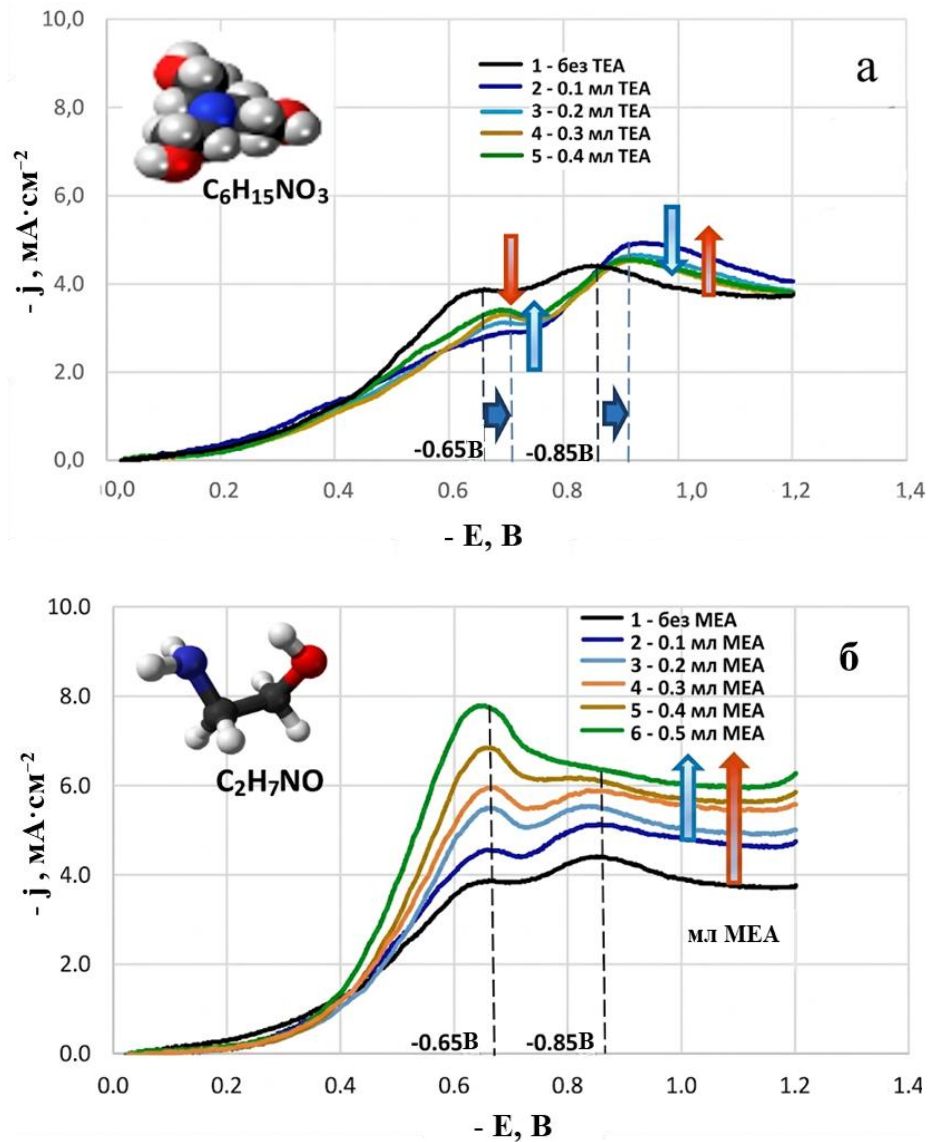 10,0
8,0
6,0
4,0
2,0
0,0
- j , мА·см⁻²
C₆H₁₅NO₃
1 - без TEA
2 - 0.1 мл TEA
3 - 0.2 мл TEA
4 - 0.3 мл TEA
5 - 0.4 мл TEA
а
-0.65В
-0.85В
0,0 0.2 0.4 0.6 0.8 1,0 1,2 1,4
- E, В
10.0
8.0
6.0
4.0
2.0
0.0
- j , мА·см⁻²
C₂H₇NO
1 - без MEA
2 - 0.1 мл MEA
3 - 0.2 мл MEA
4 - 0.3 мл MEA
5 - 0.4 мл MEA
6 - 0.5 мл MEA
б
мл МЕА
-0.65В
-0.85В
0.0 0.2 0.4 0.6 0.8 1.0 1.2 1.4
- E, В